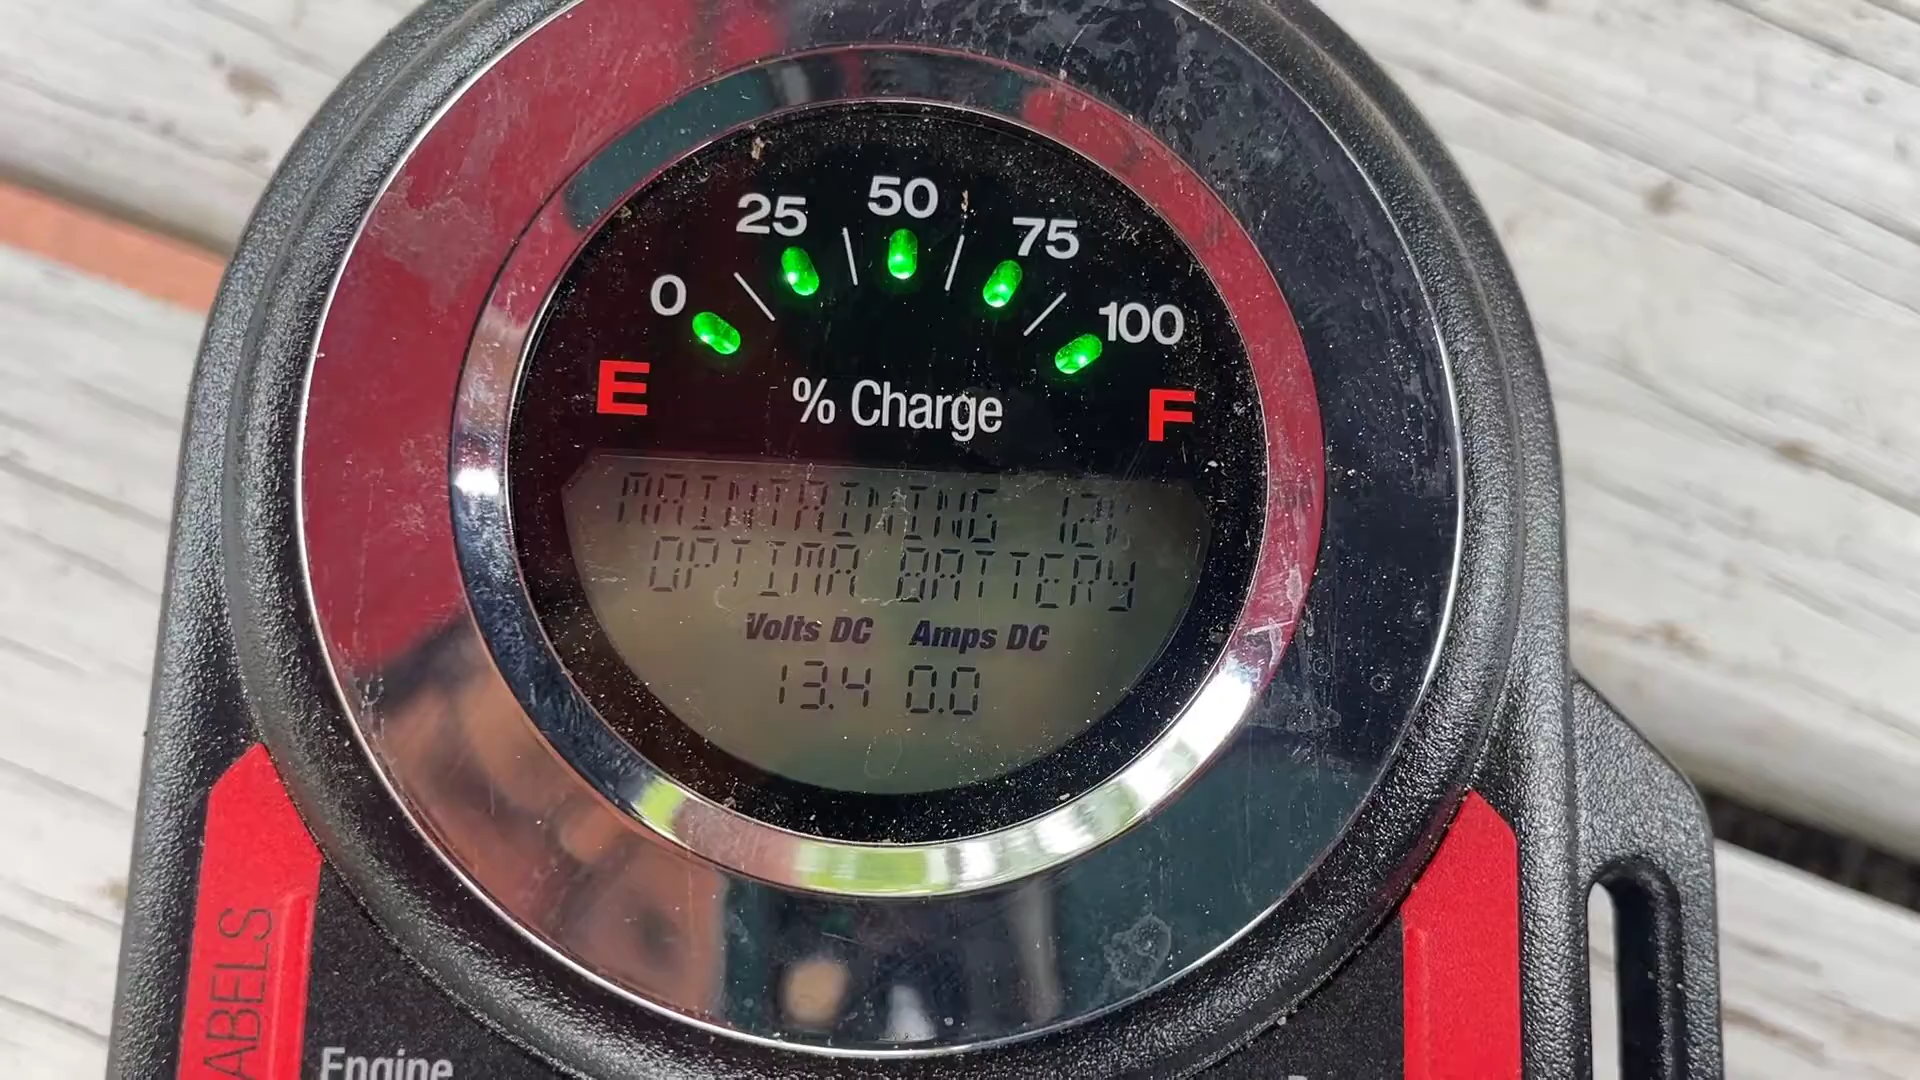 50
25 75
0 100
E F
% Charge
MAINTAINING 12V
OPTIMA BATTERY
Volts DC Amps DC
13.4 0.0
ABELS
Engine